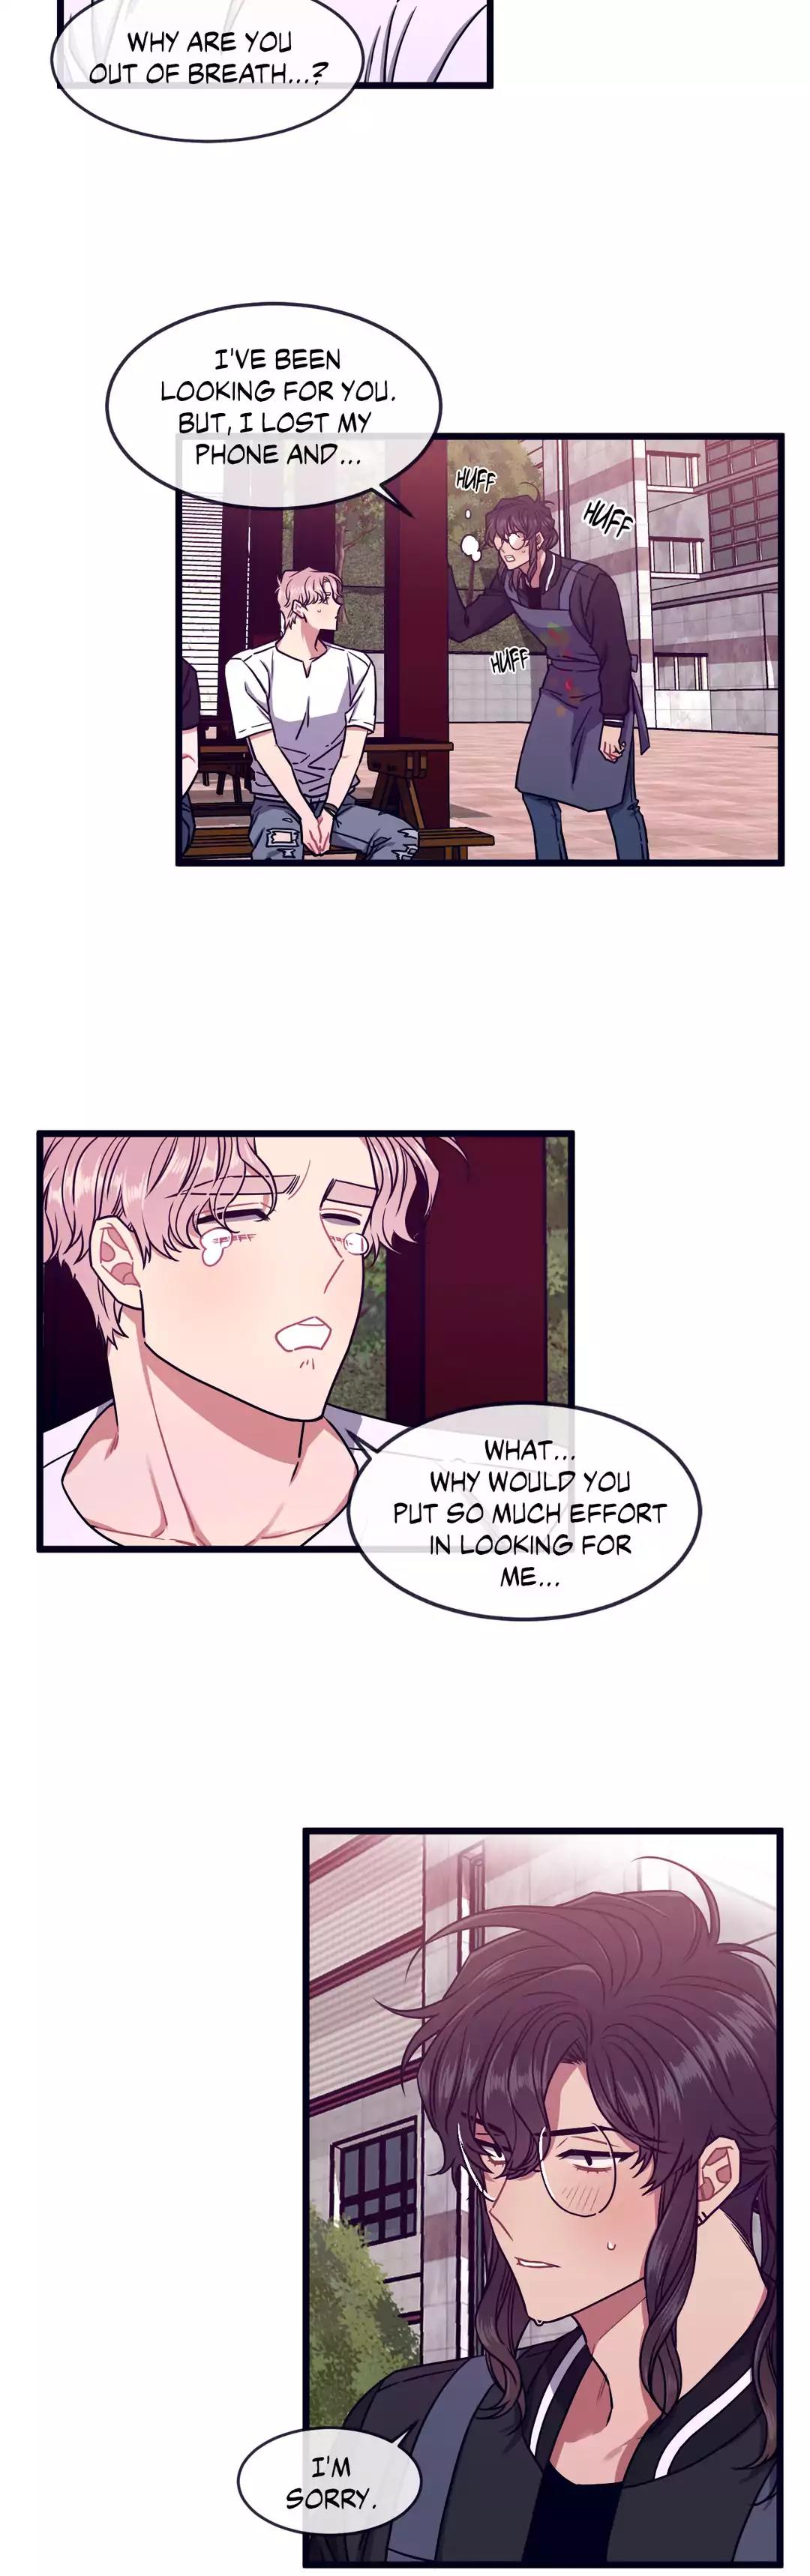 WHY ARE YOU
OUT OF BREATH...?
I'VE BEEN
LOOKING FOR YOU.
BUT, I LOST MY
PHONE AND...
HUFF
HUFF
HUFF
WHAT...
WHY WOULD YOU
PUT SO MUCH EFFORT
IN LOOKING FOR
ME...
I'M
SORRY.